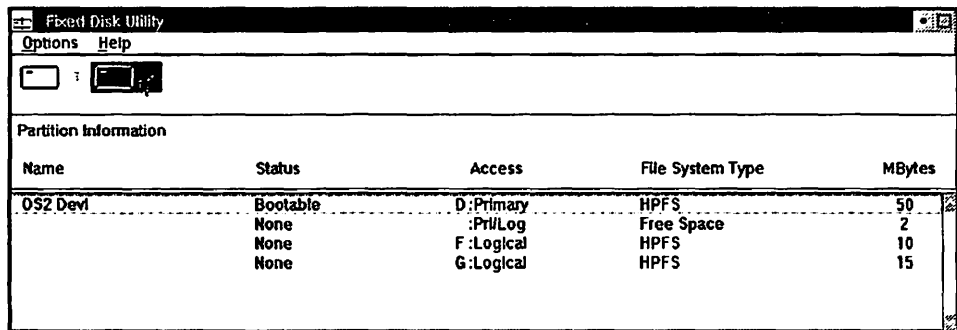 Fixed Disk Utility
Options Help
Partition Information
Name Status Access File System Type MBytes
OS2 Devl Bootable D:Primary HPFS 50
None :Pri/Log Free Space 2
None F:Logical HPFS 10
None G:Logical HPFS 15